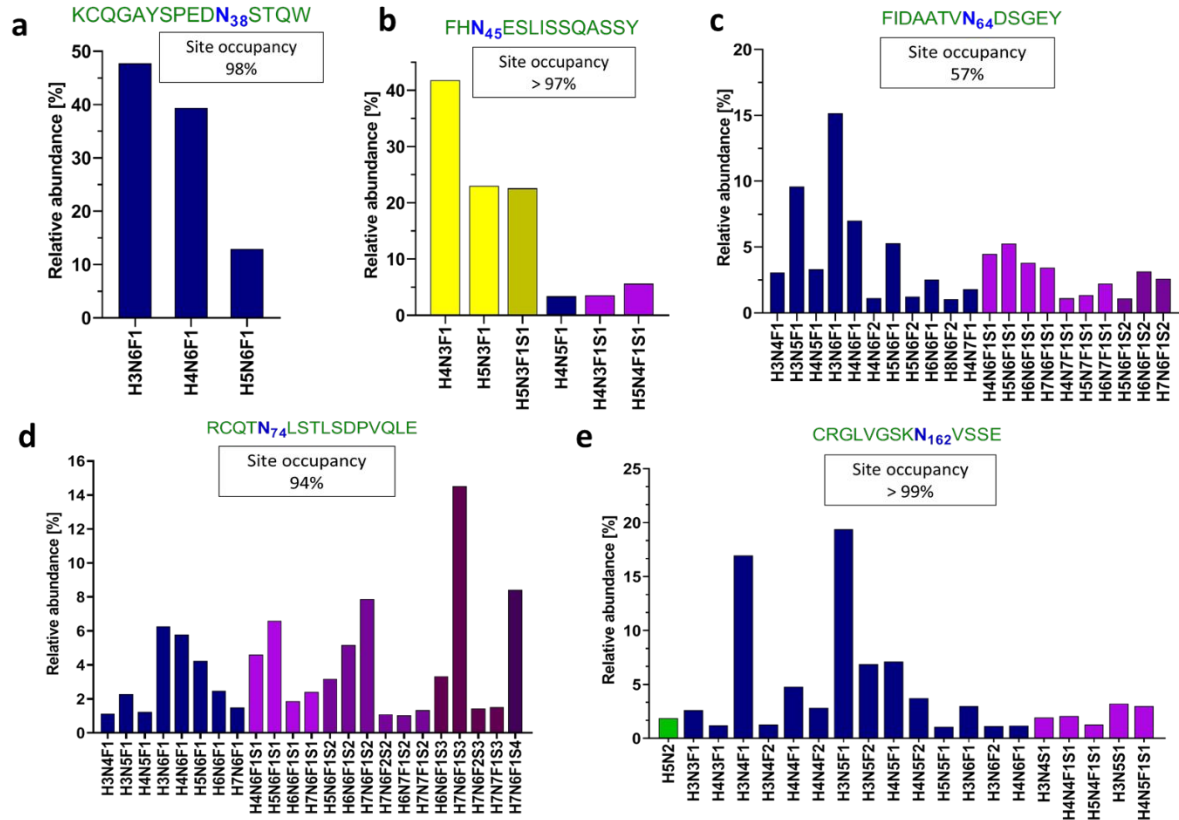 a
KCQGAYSPEDN38STQW
Site occupancy
98%
Relative abundance [%]
50
40
30
20
10
0
H3N6F1
H4N6F1
H5N6F1
b
FHN45ESLISSQASSY
Site occupancy
> 97%
Relative abundance [%]
40
30
20
10
0
H4N3F1
H5N3F1
H5N3F1S1
H4N5F1
H4N3F1S1
H5N4F1S1
c
FIDAATVN64DSGEY
Site occupancy
57%
Relative abundance [%]
20
15
10
5
0
H3N4F1
H3N5F1
H4N5F1
H3N6F1
H4N6F1
H4N6F2
H5N6F1
H5N6F2
H6N6F1
H8N6F2
H4N7F1
H4N6F1S1
H5N6F1S1
H6N6F1S1
H7N6F1S1
H4N7F1S1
H5N7F1S1
H6N7F1S1
H5N6F1S2
H6N6F1S2
H7N6F1S2
d
RCQTN74LSTLSDPVQLE
Site occupancy
94%
Relative abundance [%]
16
14
12
10
8
6
4
2
0
H3N4F1
H3N5F1
H4N5F1
H3N6F1
H4N6F1
H5N6F1
H6N6F1
H7N6F1
H4N6F1S1
H5N6F1S1
H6N6F1S1
H7N6F1S1
H5N6F1S2
H6N6F1S2
H7N6F1S2
H7N6F2S2
H6N7F1S2
H7N7F1S2
H6N6F1S3
H7N6F1S3
H7N6F2S3
H7N7F1S3
H7N6F1S4
e
CRGLVGSKN162VSSE
Site occupancy
> 99%
Relative abundance [%]
25
20
15
10
5
0
H5N2
H3N3F1
H4N3F1
H3N4F1
H3N4F2
H4N4F1
H4N4F2
H3N5F1
H3N5F2
H4N5F1
H4N5F2
H5N5F1
H3N6F1
H3N6F2
H4N6F1
H3N4S1
H4N4F1S1
H5N4F1S1
H3N5S1
H4N5F1S1